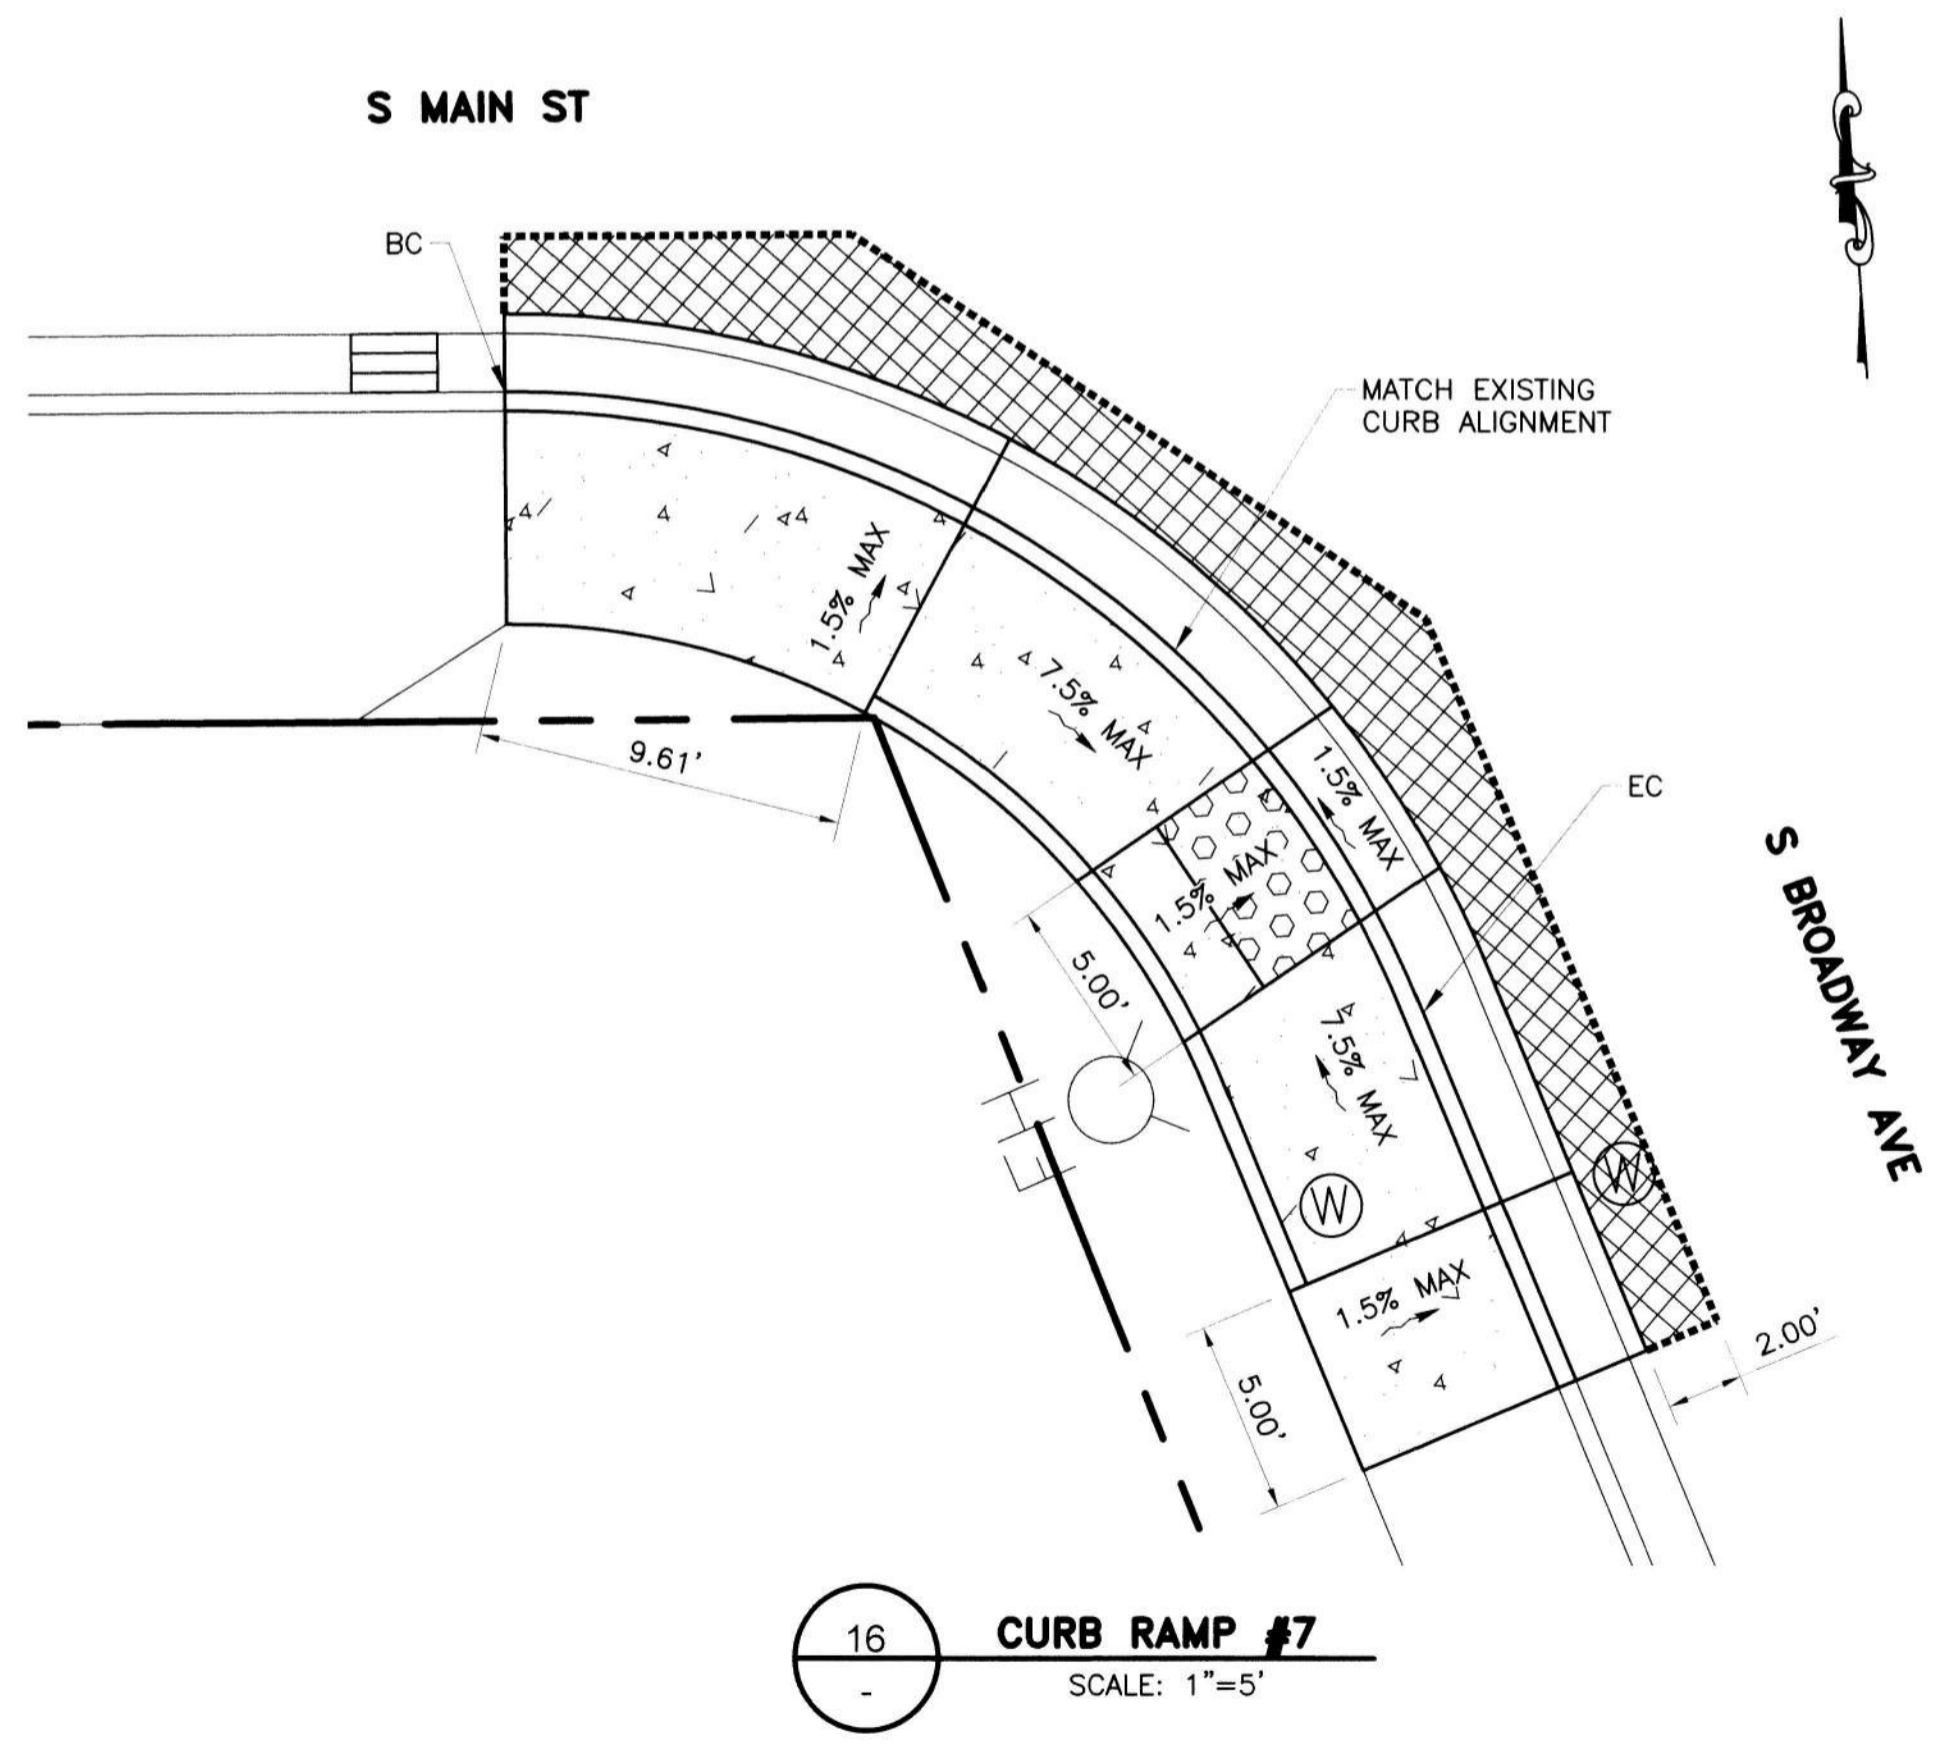 S MAIN ST
BC
MATCH EXISTING
CURB ALIGNMENT
1.5% MAX
7.5% MAX
9.61'
1.5% MAX
EC
1.5% MAX
S BROADWAY AVE
5.00'
7.5% MAX
W
W
1.5% MAX
5.00'
2.00'
16
-
CURB RAMP #7
SCALE: 1"=5'